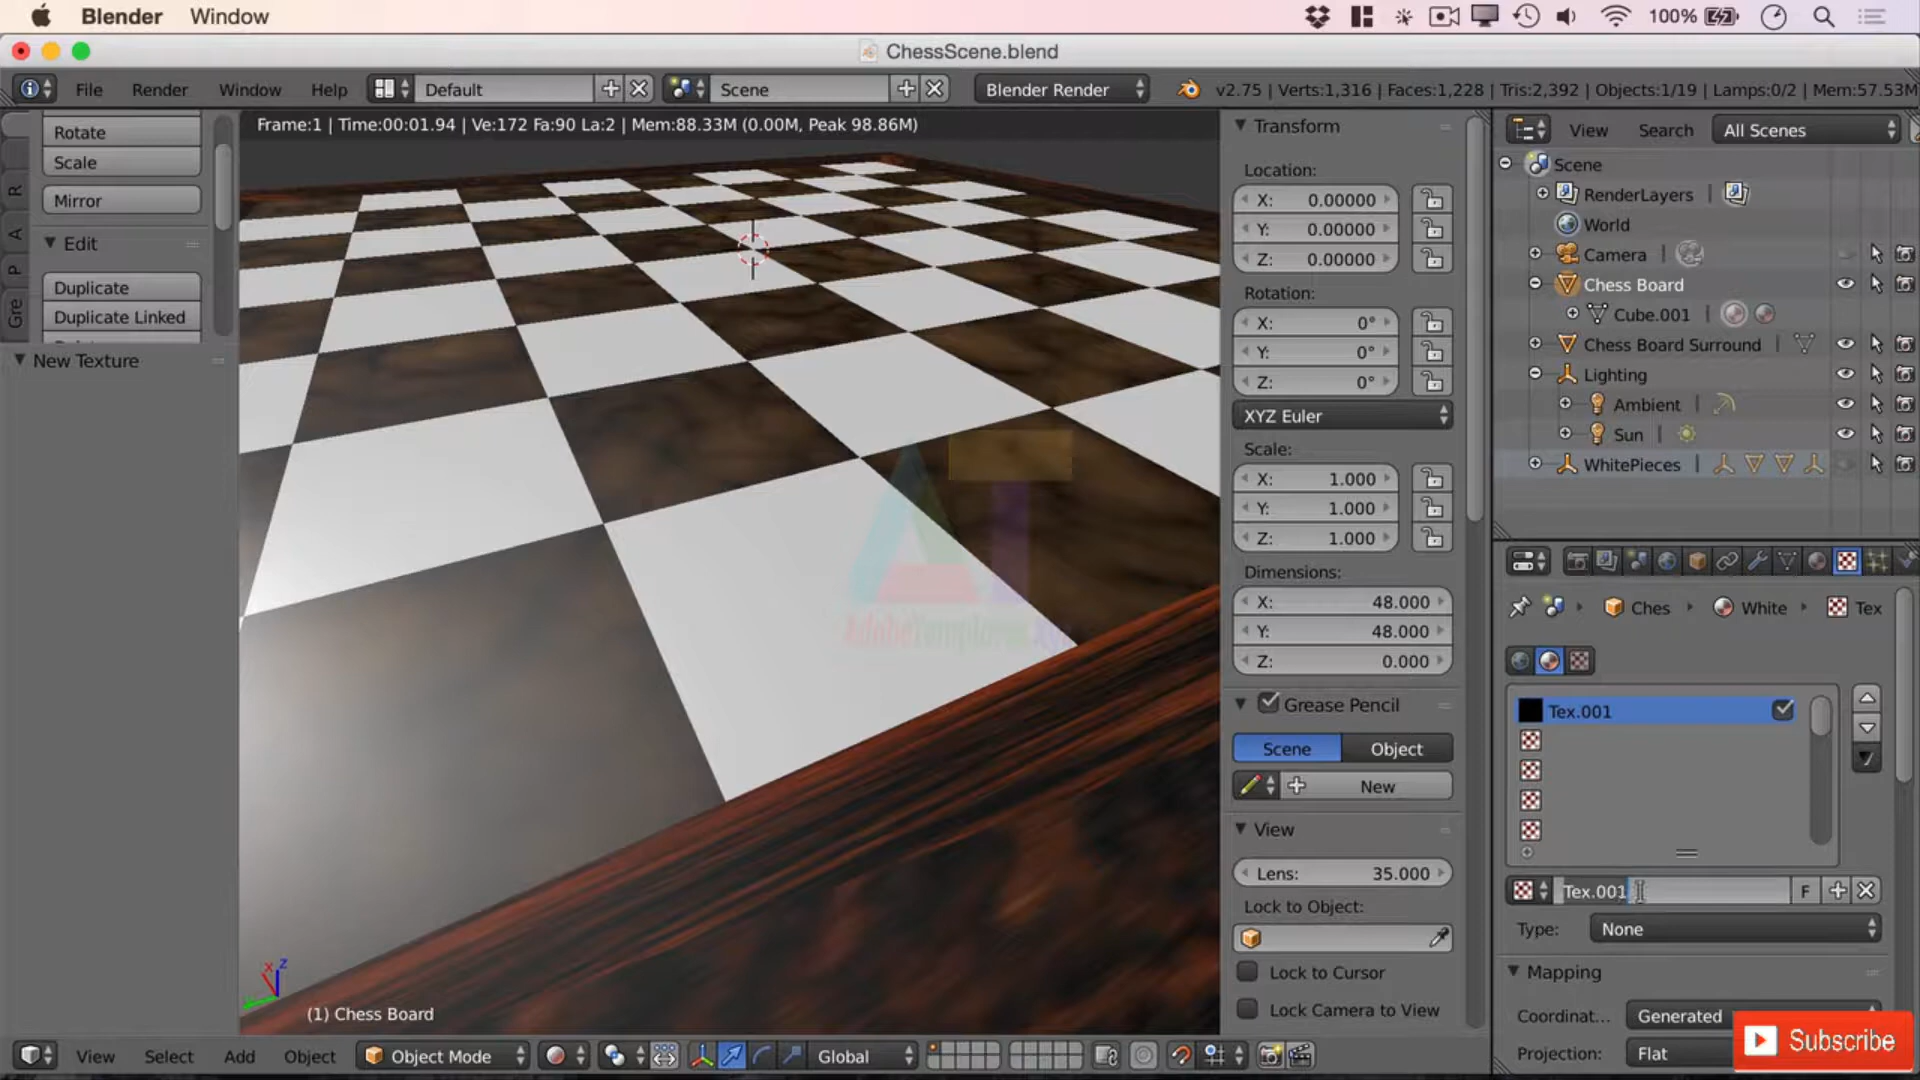 Blender Window 100%
ChessScene.blend
File Render Window Help Default Scene Blender Render v2.75 | Verts:1,316 | Faces:1,228 | Tris:2,392 | Objects:1/19 | Lamps:0/2 | Mem:57.53M
Frame:1 | Time:00:01.94 | Ve:172 Fa:90 La:2 | Mem:88.33M (0.00M, Peak 98.86M)
Rotate
Scale
Mirror
Edit
Duplicate
Duplicate Linked
New Texture
R
A
P
Gre
Transform
Location:
X: 0.00000
Y: 0.00000
Z: 0.00000
Rotation:
X: 0°
Y: 0°
Z: 0°
XYZ Euler
Scale:
X: 1.000
Y: 1.000
Z: 1.000
Dimensions:
X: 48.000
Y: 48.000
Z: 0.000
Grease Pencil
Scene Object
New
View
Lens: 35.000
Lock to Object:
Lock to Cursor
Lock Camera to View
View Search All Scenes
Scene
RenderLayers |
World
Camera |
Chess Board
Cube.001 |
Chess Board Surround |
Lighting
Ambient |
Sun |
WhitePieces |
Ches White Tex
Tex.001
Tex.001 F
Type: None
Mapping
Coordinat... Generated
Projection: Flat
Subscribe
(1) Chess Board
View Select Add Object Object Mode Global